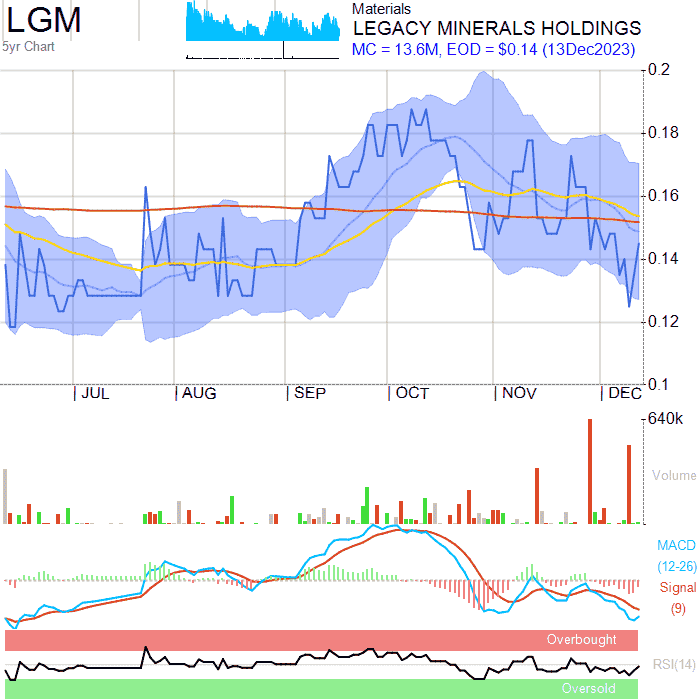 LGM
5yr Chart
Materials
LEGACY MINERALS HOLDINGS
MC = 13.6M, EOD = $0.14 (13Dec2023)
0.2
0.18
0.16
0.14
0.12
0.1
JUL AUG SEP OCT NOV DEC
640k
Volume
MACD
(12-26)
Signal
(9)
Overbought
RSI(14)
Oversold